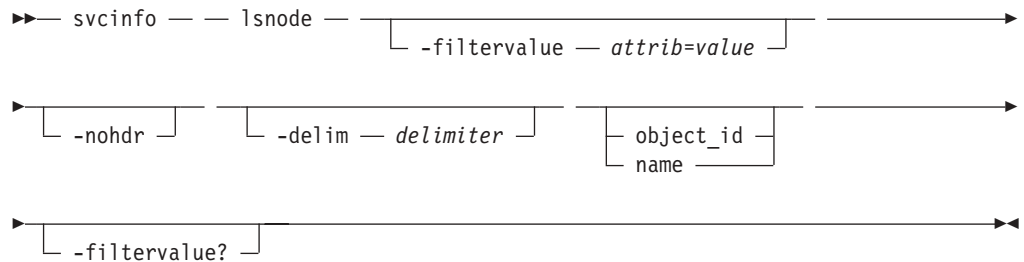 svcinfo lsnode
-filtervalue attrib=value
-nohdr -delim delimiter object_id
name
-filtervalue?